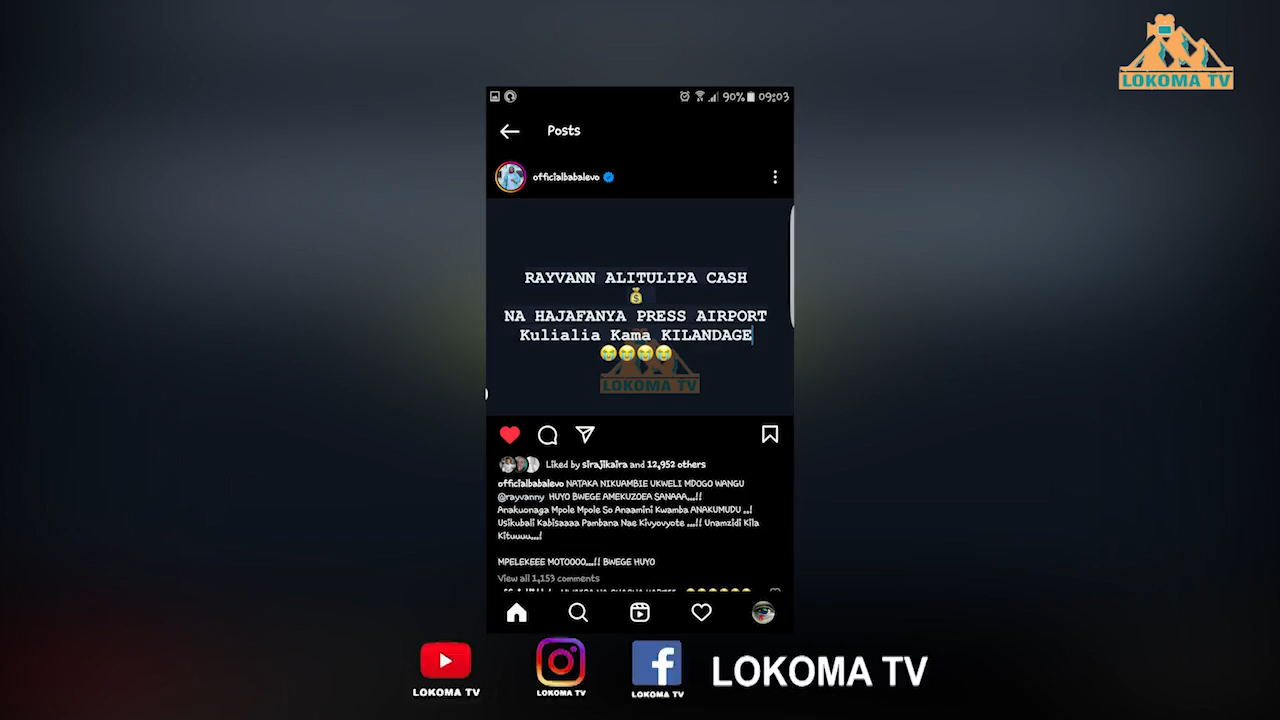 LOKOMA TV
90% 09:03
Posts
officialbabalevo
RAYVANN ALITULIPA CASH
NA HAJAFANYA PRESS AIRPORT
Kulialia Kama KILANDAGE
LOKOMA TV
Liked by sirajikaira and 12,952 others
officialbabalevo NATAKA NIKUAMBIE UKWELI MDOGO WANGU
@rayvanny HUYO BWEGE AMEKUZOEA SANAAA...!!
Anakuonaga Mpole Mpole So Anaamini Kwamba ANAKUMUDU ..!
Usikubali Kabisaaaa Pambana Nae Kivyovyote ...!! Unamzidi Kila
Kituuuu...!
MPELEKEEE MOTOOOO...!! BWEGE HUYO
View all 1,153 comments
LOKOMA TV
LOKOMA TV
LOKOMA TV
LOKOMA TV